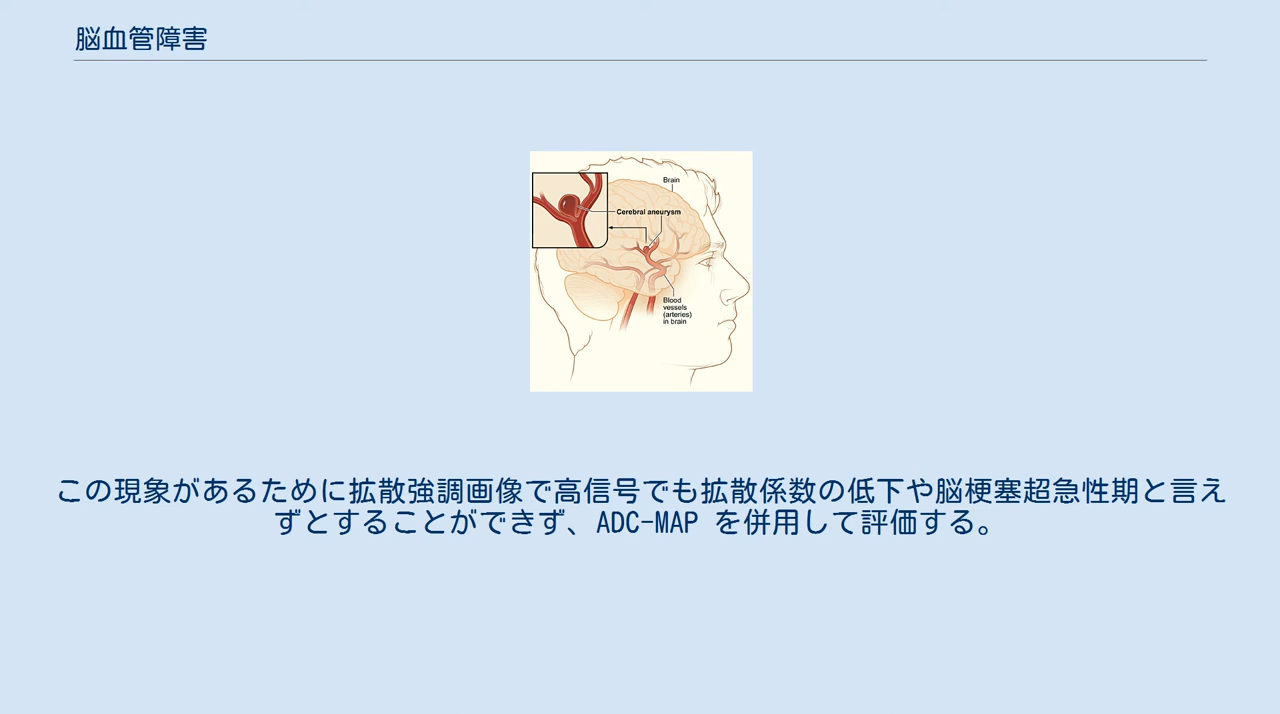 脳血管障害
Brain
Cerebral aneurysm
Blood
vessels
(arteries)
in brain
この現象があるために拡散強調画像で高信号でも拡散係数の低下や脳梗塞超急性期と言え
ずとすることができず、ADC-MAP を併用して評価する。